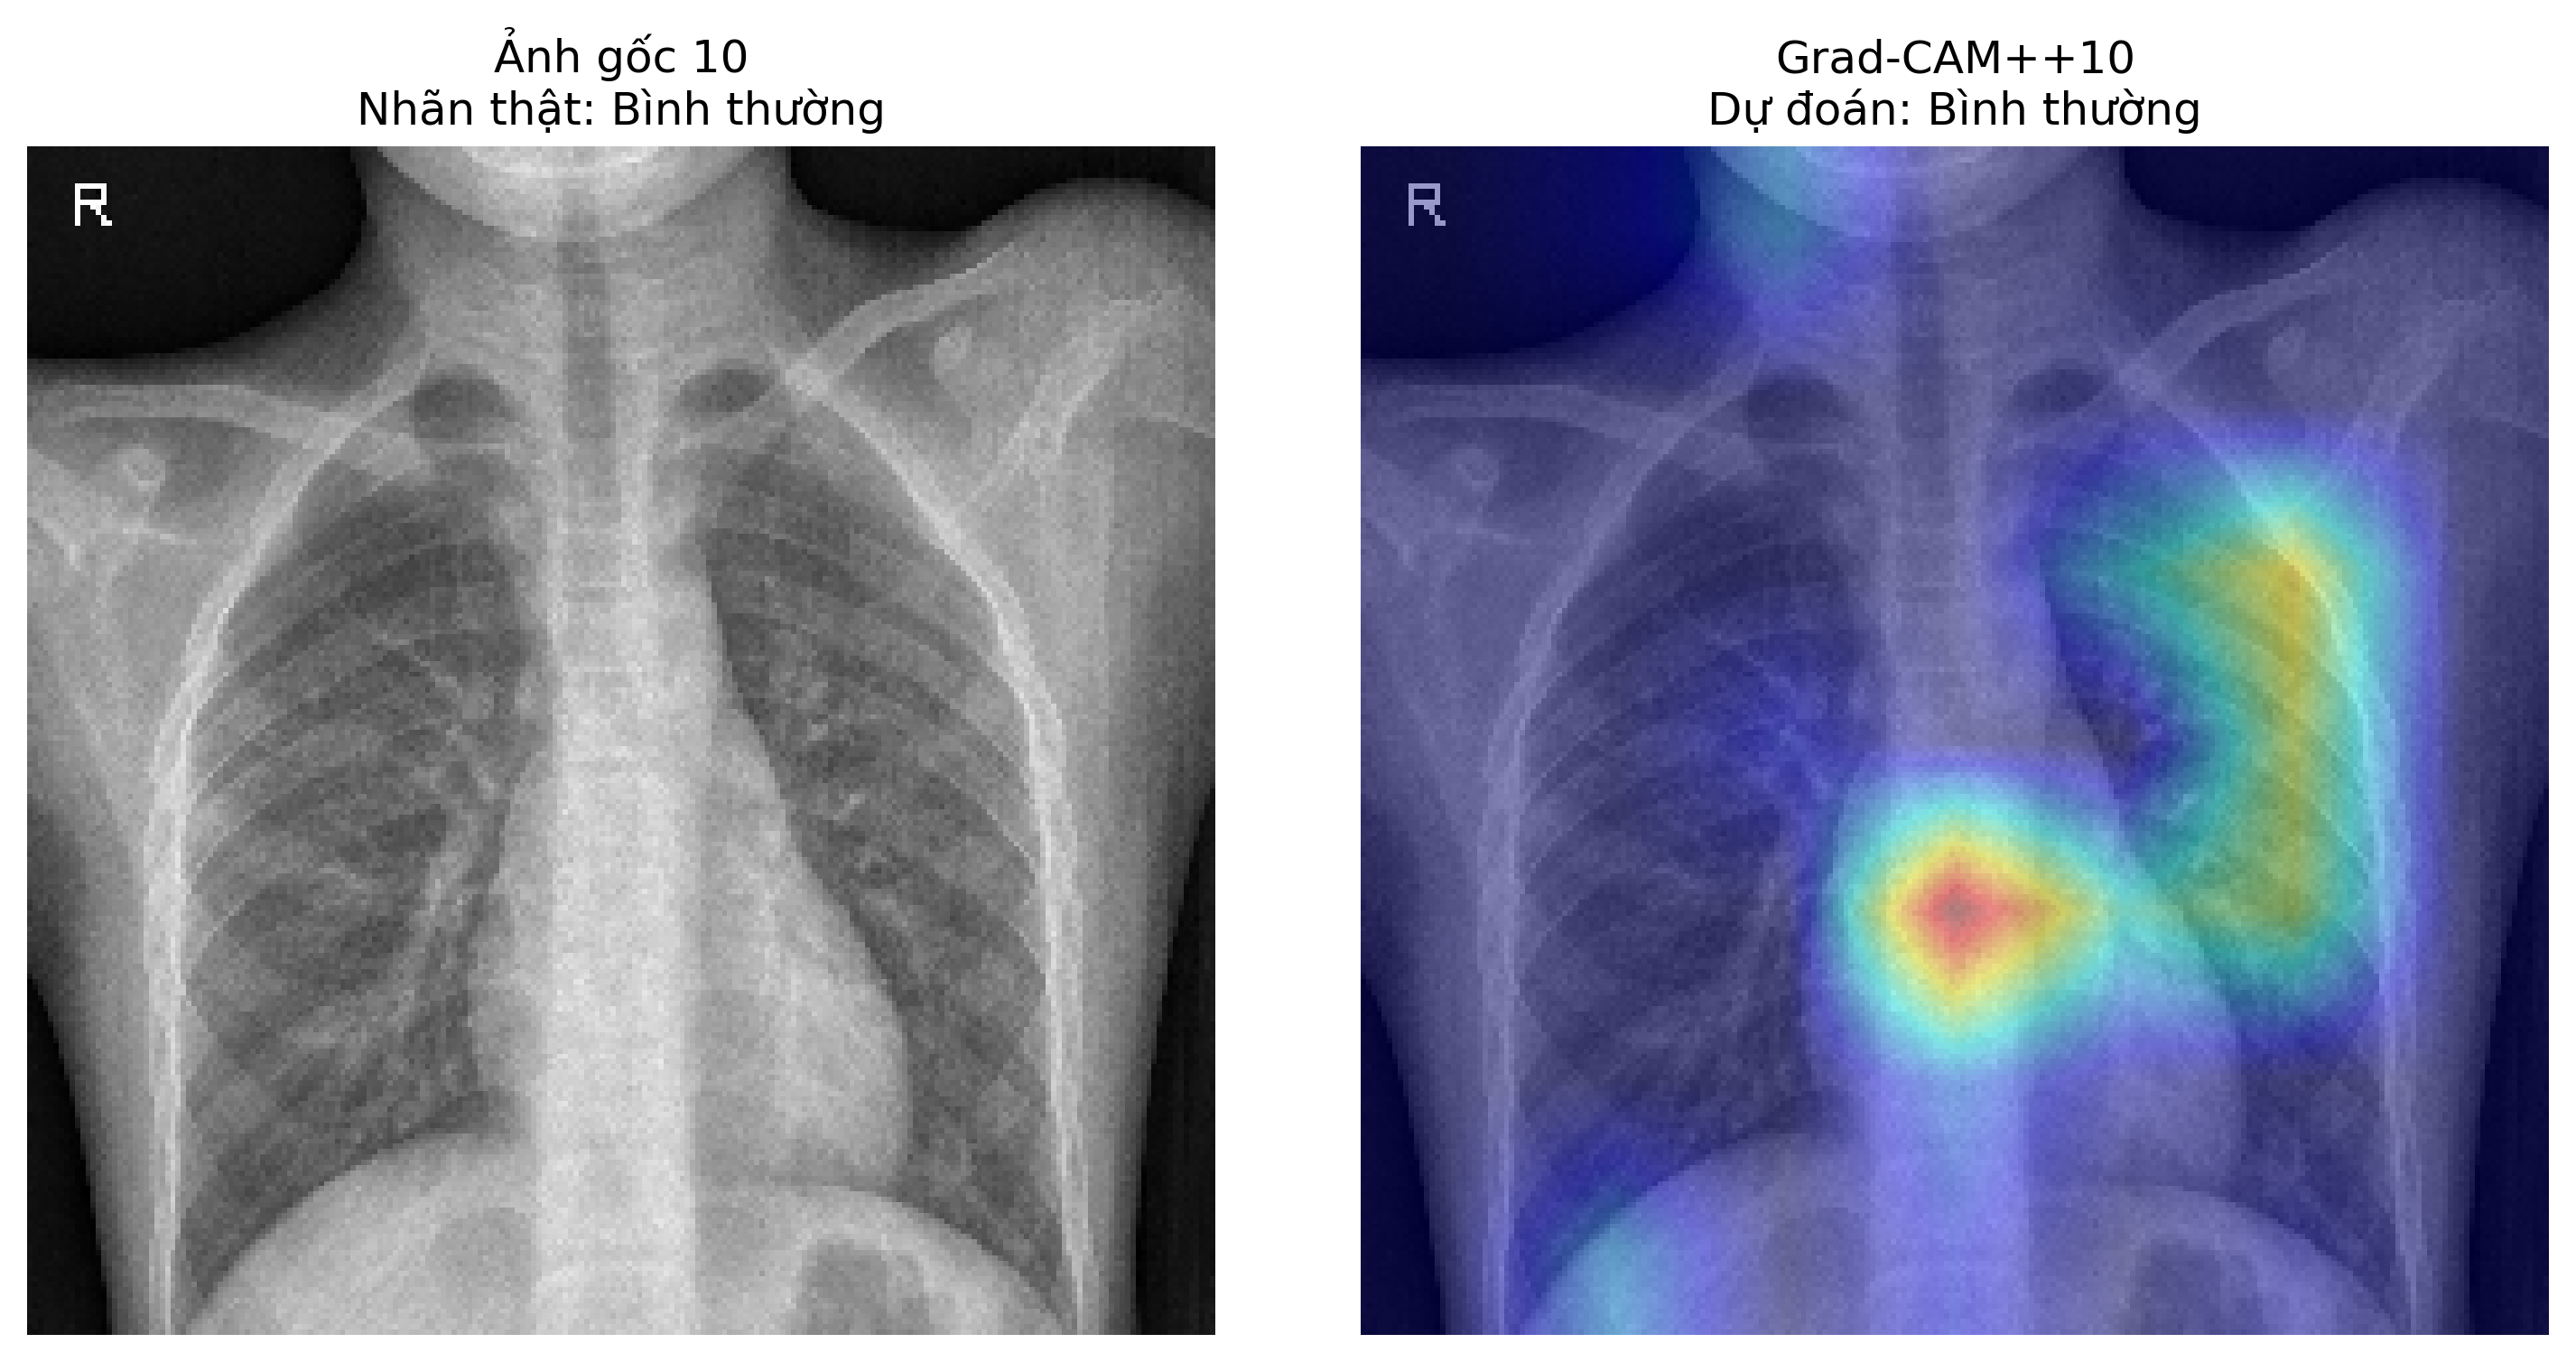 Ảnh gốc 10
Nhãn thật: Bình thường
R
Grad-CAM++10
Dự đoán: Bình thường
R